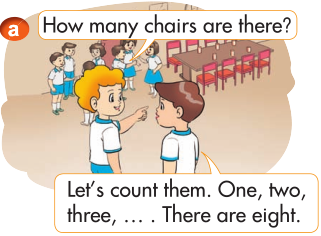 a
How many chairs are there?
Let's count them. One, two,
three, ... . There are eight.